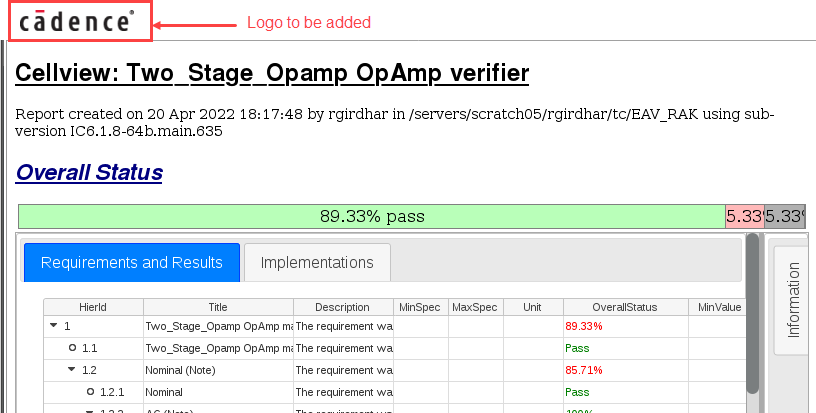 cādence®
Logo to be added
Cellview: Two_Stage_Opamp OpAmp verifier
Report created on 20 Apr 2022 18:17:48 by rgirdhar in /servers/scratch05/rgirdhar/tc/EAV_RAK using sub-
version IC6.1.8-64b.main.635
Overall Status
89.33% pass 5.33% 5.33%
Requirements and Results Implementations
Information
HierId Title Description MinSpec MaxSpec Unit OverallStatus MinValue
1 Two_Stage_Opamp OpAmp ma The requirement wa 89.33%
1.1 Two_Stage_Opamp OpAmp ma The requirement wa Pass
1.2 Nominal (Note) The requirement wa 85.71%
1.2.1 Nominal The requirement wa Pass
AC (Note) The requirement wa 100%